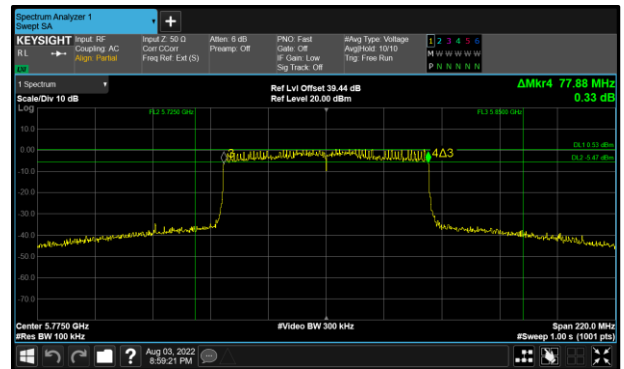 Spectrum Analyzer 1
Swept SA
KEYSIGHT
RL
Input: RF
Coupling: AC
Align: Partial
Input Z: 50 Ω
Corr CCorr
Freq Ref: Ext (S)
Atten: 6 dB
Preamp: Off
PNO: Fast
Gate: Off
IF Gain: Low
Sig Track: Off
#Avg Type: Voltage
Avg|Hold: 10/10
Trig: Free Run
1 2 3 4 5 6
M W W W W W
P N N N N N
1 Spectrum
Scale/Div 10 dB
Ref Lvl Offset 39.44 dB
Ref Level 20.00 dBm
ΔMkr4 77.88 MHz
0.33 dB
Log
FL2 5.7250 GHz
FL3 5.8500 GHz
10.0
0.00
-10.0
-20.0
-30.0
-40.0
-50.0
-60.0
-70.0
3
4Δ3
DL1 0.53 dBm
DL2 -5.47 dBm
Center 5.7750 GHz
#Res BW 100 kHz
#Video BW 300 kHz
Span 220.0 MHz
#Sweep 1.00 s (1001 pts)
?
Aug 03, 2022
8:59:21 PM